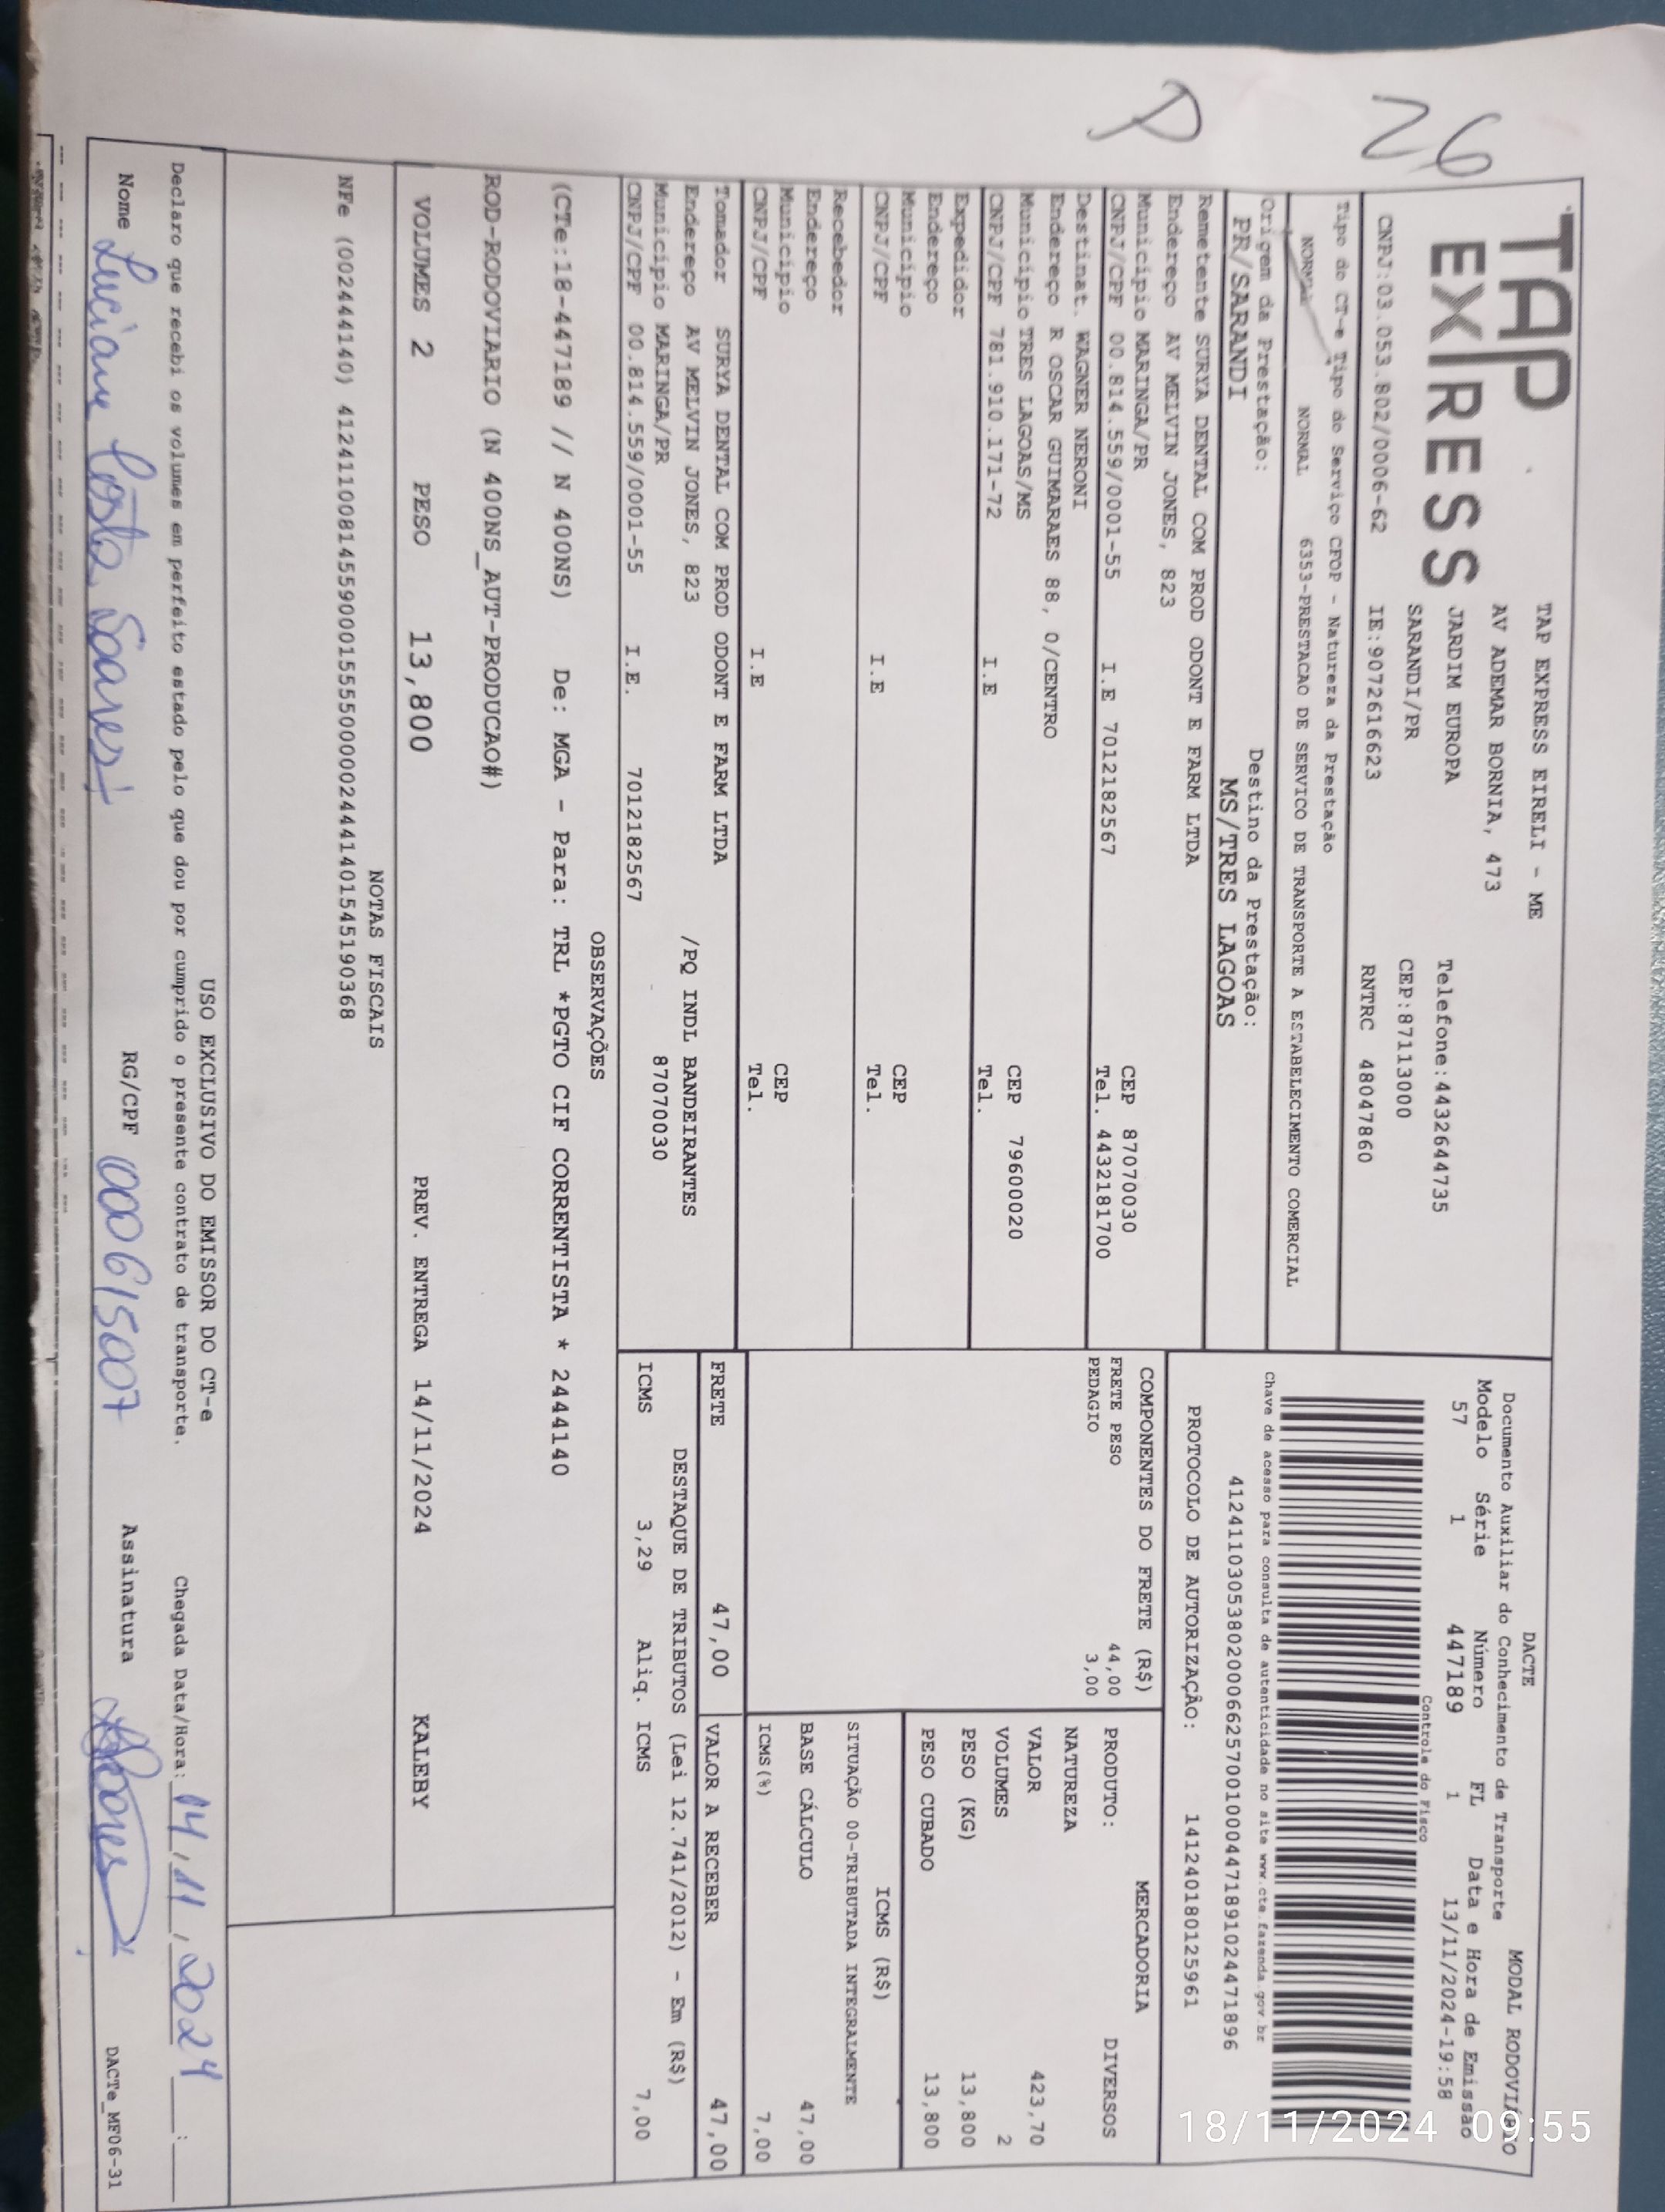 26
TAP
EXPRESS
TAP EXPRESS EIRELI - ME
AV ADEMAR BORNIA, 473
JARDIM EUROPA Telefone:4432644735
SARANDI/PR CEP:87113000
CNPJ:03.053.802/0006-62 IE:9072616623 RNTRC 48047860
DACTE MODAL RODOVIÁRIO
Documento Auxiliar do Conhecimento de Transporte
Modelo Série Número FL Data e Hora de Emissão
57 1 447189 1 13/11/2024-19:58
Controle do Fisco
Chave de acesso para consulta de autenticidade no site www.cte.fazenda.gov.br
41241103053802000662570010004471891024471896
PROTOCOLO DE AUTORIZAÇÃO: 141240180125961
Tipo do CT-e Tipo do Serviço CFOP - Natureza da Prestação
NORMAL NORMAL 6353-PRESTACAO DE SERVICO DE TRANSPORTE A ESTABELECIMENTO COMERCIAL
Origem da Prestação: Destino da Prestação:
PR/SARANDI MS/TRES LAGOAS
Remetente SURYA DENTAL COM PROD ODONT E FARM LTDA
Endereço AV MELVIN JONES, 823
Municipio MARINGA/PR CEP 87070030
CNPJ/CPF 00.814.559/0001-55 I.E 7012182567 Tel. 443218​1700
Destinat. WAGNER NERONI
Endereço R OSCAR GUIMARAES 88, 0/CENTRO
Municipio TRES LAGOAS/MS CEP 79600020
CNPJ/CPF 781.910.171-72 I.E Tel.
Expedidor
Endereço
Municipio CEP
CNPJ/CPF I.E Tel.
Recebedor
Endereço
Municipio CEP
CNPJ/CPF I.E Tel.
Tomador SURYA DENTAL COM PROD ODONT E FARM LTDA
Endereço AV MELVIN JONES, 823 /PQ INDL BANDEIRANTES
Municipio MARINGA/PR 87070030
CNPJ/CPF 00.814.559/0001-55 I.E. 7012182567
COMPONENTES DO FRETE (R$)
FRETE PESO 44,00
PEDAGIO 3,00
MERCADORIA
PRODUTO: DIVERSOS
NATUREZA
VALOR 423,70
VOLUMES 2
PESO (KG) 13,800
PESO CUBADO 13,800
ICMS (R$)
SITUAÇÃO 00-TRIBUTADA INTEGRALMENTE
BASE CÁLCULO 47,00
ICMS(%) 7,00
FRETE 47,00 VALOR A RECEBER 47,00
DESTAQUE DE TRIBUTOS (Lei 12.741/2012) - Em (R$)
ICMS 3,29 Aliq. ICMS 7,00
OBSERVAÇÕES
(CTe:18-447189 // N 400NS) De: MGA - Para: TRL *PGTO CIF CORRENTISTA * 2444140
ROD-RODOVIARIO (N 400NS_AUT-PRODUCAO#)
VOLUMES 2 PESO 13,800 PREV. ENTREGA 14/11/2024 KALEBY
NOTAS FISCAIS
NFe (002444140) 41241100814559000155550000024441401545190368
USO EXCLUSIVO DO EMISSOR DO CT-e
Declaro que recebi os volumes em perfeito estado pelo que dou por cumprido o presente contrato de transporte. Chegada Data/Hora: 14/11/2024 :
Nome Luciane Costa Soares RG/CPF 000615007 Assinatura Soares
DACTe_MF06-31
18/11/2024 09:55